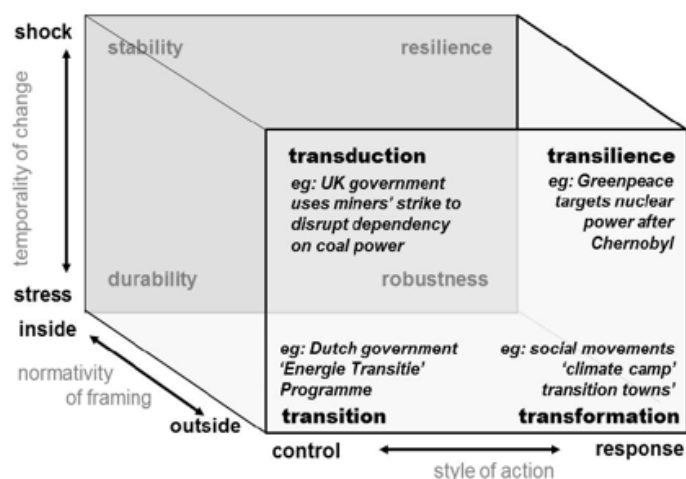 shock
stability
resilience
temporality of change
transduction
eg: UK government
uses miners' strike to
disrupt dependency
on coal power
transilience
eg: Greenpeace
targets nuclear
power after
Chernobyl
durability
robustness
stress
inside
normativity
of framing
outside
eg: Dutch government
'Energie Transitie'
Programme
transition
eg: social movements
'climate camp'
transition towns'
transformation
control
response
style of action